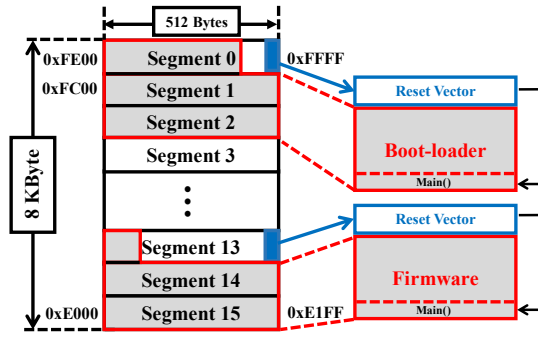 512 Bytes
0xFE00
Segment 0
0xFFFF
0xFC00
Segment 1
Segment 2
Segment 3
Segment 13
Segment 14
0xE000
Segment 15
0xE1FF
8 KByte
Reset Vector
Boot-loader
Main()
Reset Vector
Firmware
Main()